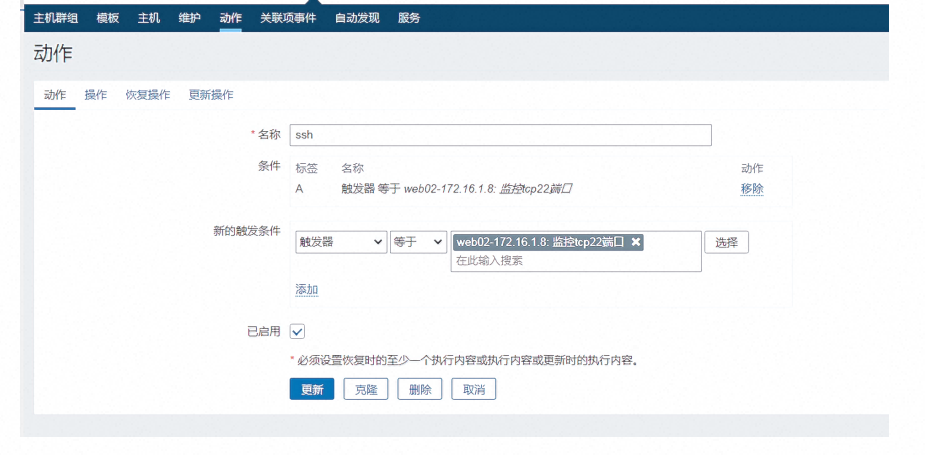 主机群组 模板 主机 维护 动作 关联项事件 自动发现 服务
动作
动作 操作 恢复操作 更新操作
* 名称 ssh
条件 标签 名称 动作
A 触发器 等于 web02-172.16.1.8: 监控tcp22端口 移除
新的触发条件 触发器 等于 web02-172.16.1.8: 监控tcp22端口 选择
在此输入搜索
添加
已启用
* 必须设置恢复时的至少一个执行内容或执行内容或更新时的执行内容。
更新 克隆 删除 取消